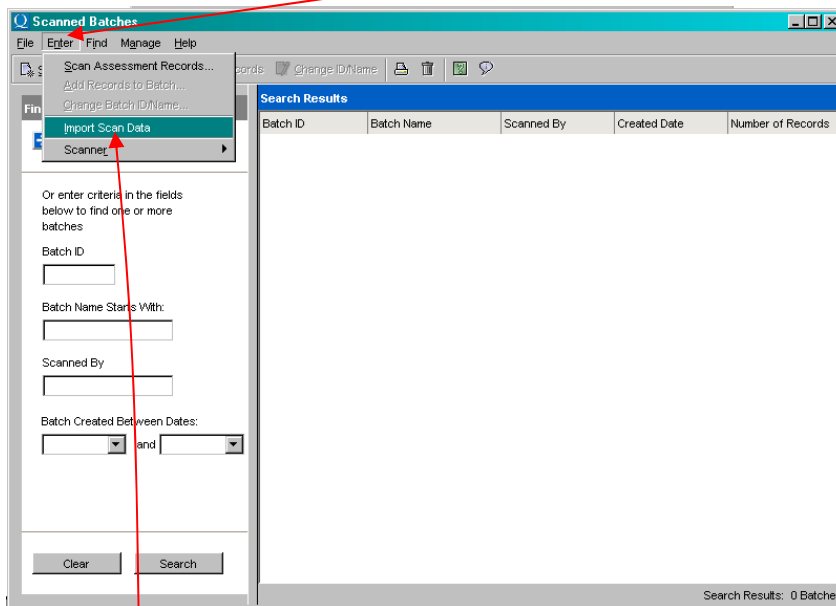 Scanned Batches
File Enter Find Manage Help
Scan Assessment Records...
Add Records to Batch...
Change Batch ID/Name...
Import Scan Data
Scanner
Change ID/Name
Search Results
Batch ID Batch Name Scanned By Created Date Number of Records
Or enter criteria in the fields
below to find one or more
batches
Batch ID
Batch Name Starts With:
Scanned By
Batch Created Between Dates:
and
Clear Search
Search Results: 0 Batche